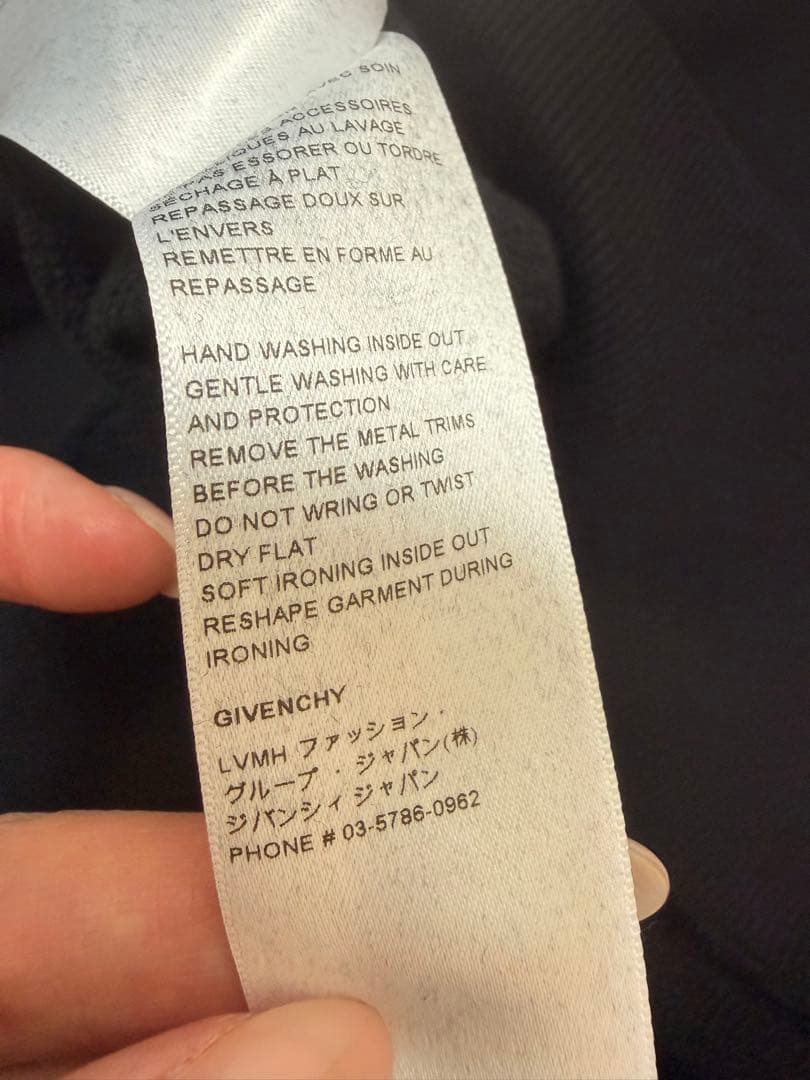 AVEC SOIN
ACCESSOIRES
AU LAVAGE
PAS ESSORER OU TORDRE
SÉCHAGE À PLAT
REPASSAGE DOUX SUR
L'ENVERS
REMETTRE EN FORME AU
REPASSAGE
HAND WASHING INSIDE OUT
GENTLE WASHING WITH CARE
AND PROTECTION
REMOVE THE METAL TRIMS
BEFORE THE WASHING
DO NOT WRING OR TWIST
DRY FLAT
SOFT IRONING INSIDE OUT
RESHAPE GARMENT DURING
IRONING
GIVENCHY
LVMH ファッション・
グループ・ジャパン(株)
ジバンシィ ジャパン
PHONE # 03-5786-0962